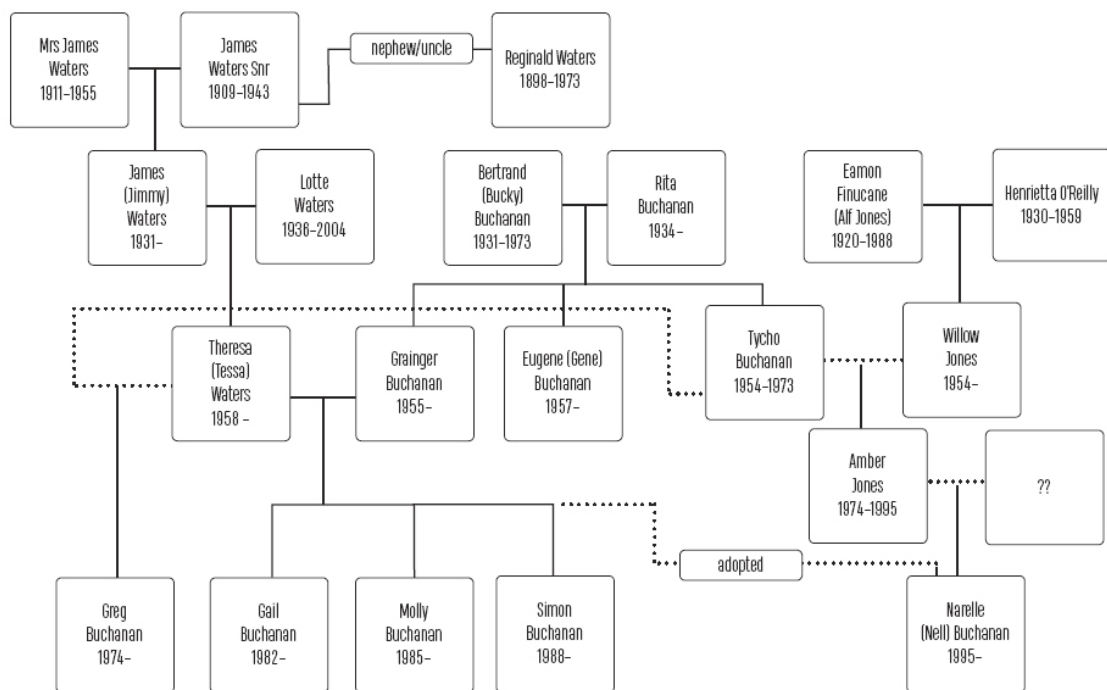 Mrs James
Waters
1911–1955
James
Waters Snr
1909–1943
nephew/uncle
Reginald Waters
1898–1973
James
(Jimmy)
Waters
1931–
Lotte
Waters
1936–2004
Bertrand
(Bucky)
Buchanan
1931–1973
Rita
Buchanan
1934–
Eamon
Finucane
(Alf Jones)
1920–1988
Henrietta O'Reilly
1930–1959
Theresa
(Tessa)
Waters
1958 –
Grainger
Buchanan
1955–
Eugene (Gene)
Buchanan
1957–
Tycho
Buchanan
1954–1973
Willow
Jones
1954–
Amber
Jones
1974–1995
??
adopted
Greg
Buchanan
1974–
Gail
Buchanan
1982–
Molly
Buchanan
1985–
Simon
Buchanan
1988–
Narelle
(Nell) Buchanan
1995–